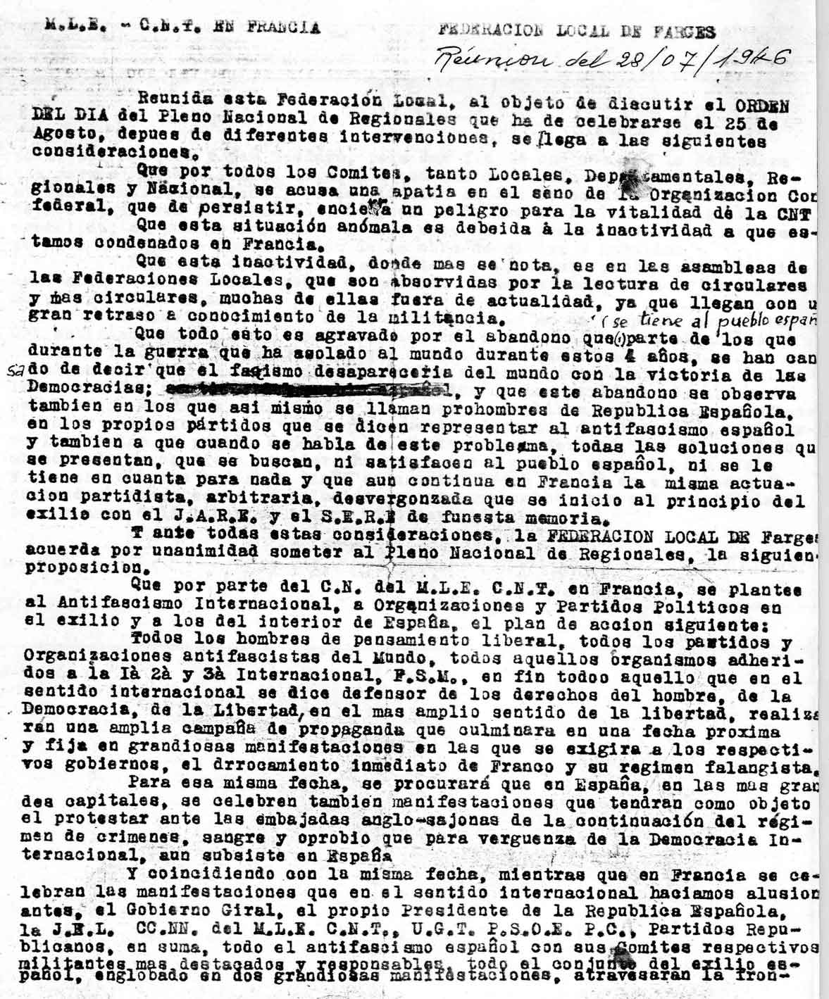 M.L.E. - C.N.T. EN FRANCIA
FEDERACION LOCAL DE FARGES
Réunion del 28/07/1946
Reunida esta Federación Local, al objeto de discutir el ORDEN
DEL DIA del Pleno Nacional de Regionales que ha de celebrarse el 25 de
Agosto, depues de diferentes intervenciones, se llega a las siguientes
consideraciones.
Que por todos los Comites, tanto Locales, Departamentales, Re-
gionales y Nacional, se acusa una apatia en el seno de la Organizacion Con
federal, que de persistir, encierra un peligro para la vitalidad de la CNT
Que esta situación anómala es debeida à la inactividad a que es-
tamos condenados en Francia.
Que esta inactividad, donde mas se nota, es en las asambleas de
las Federaciones Locales, que son absorvidas por la lectura de circulares
y mas circulares, muchas de ellas fuera de actualidad, ya que llegan con u
gran retraso a conocimiento de la militancia.
(se tiene al pueblo españ
Que todo esto es agravado por el abandono que(1)parte de los que
durante la guerra que ha asolado al mundo durante estos 4 años, se han can
sado de decir que el fasismo desapareceria del mundo con la victoria de las
Democracias; español, y que este abandono se observa
tambien en los que asi mismo se llaman prohombres de Republica Española,
en los propios pártidos que se dicen representar al antifascismo español
y tambien a que cuando se habla de este problema, todas las soluciones qu
se presentan, que se buscan, ni satisfacen al pueblo español, ni se le
tiene en cuanta para nada y que aun continua en Francia la misma actua-
cion partidista, arbitraria, desvergonzada que se inicio al principio del
exilio con el J.A.R.E. y el S.E.R.E de funesta memoria.
Y ante todas estas consideraciones, la FEDERACION LOCAL DE Farges
acuerda por unanimidad someter al Pleno Nacional de Regionales, la siguien
proposicion.
Que por parte del C.N. del M.L.E. C.N.T. en Francia, se plantee
al Antifascismo Internacional, a Organizaciones y Partidos Politicos en
el exilio y a los del interior de España, el plan de accion siguiente:
Todos los hombres de pensamiento liberal, todos los partidos y
Organizaciones antifascistas del Mundo, todos aquellos organismos adheri-
dos a la Ià 2à y 3à Internacional, F.S.M., en fin todoo aquello que en el
sentido internacional se dice defensor de los derechos del hombre, de la
Democracia, de la Libertad, en el mas amplio sentido de la libertad, realiza
ran una amplia campaña de propaganda que culminara en una fecha proxima
y fija en grandiosas manifestaciones en las que se exigira a los respecti-
vos gobiernos, el drrocamiento inmediato de Franco y su regimen falangista.
Para esa misma fecha, se procurará que en España, en las mas gran
des capitales, se celebren tambien manifestaciones que tendran como objeto
el protestar ante las embajadas anglo-sajonas de la continuación del régi-
men de crimenes, sangre y oprobio que para verguenza de la Democracia In-
ternacional, aun subsiste en España
Y coincidiendo con la misma fecha, mientras que en Francia se ce-
lebran las manifestaciones que en el sentido internacional haciamos alusion
antes, el Gobierno Giral, el propio Presidente de la Republica Española,
la J.E.L. CC.NN. del M.L.E. C.N.T., U.G.T. P.S.O.E. P.C., Partidos Repu-
blicanos, en suma, todo el antifascismo español con sus Comites respectivos
militantes mas destacados y responsables, todo el conjunto del exilio es-
pañol, englobado en dos grandiosas manifestaciones, atravesaran la fron-